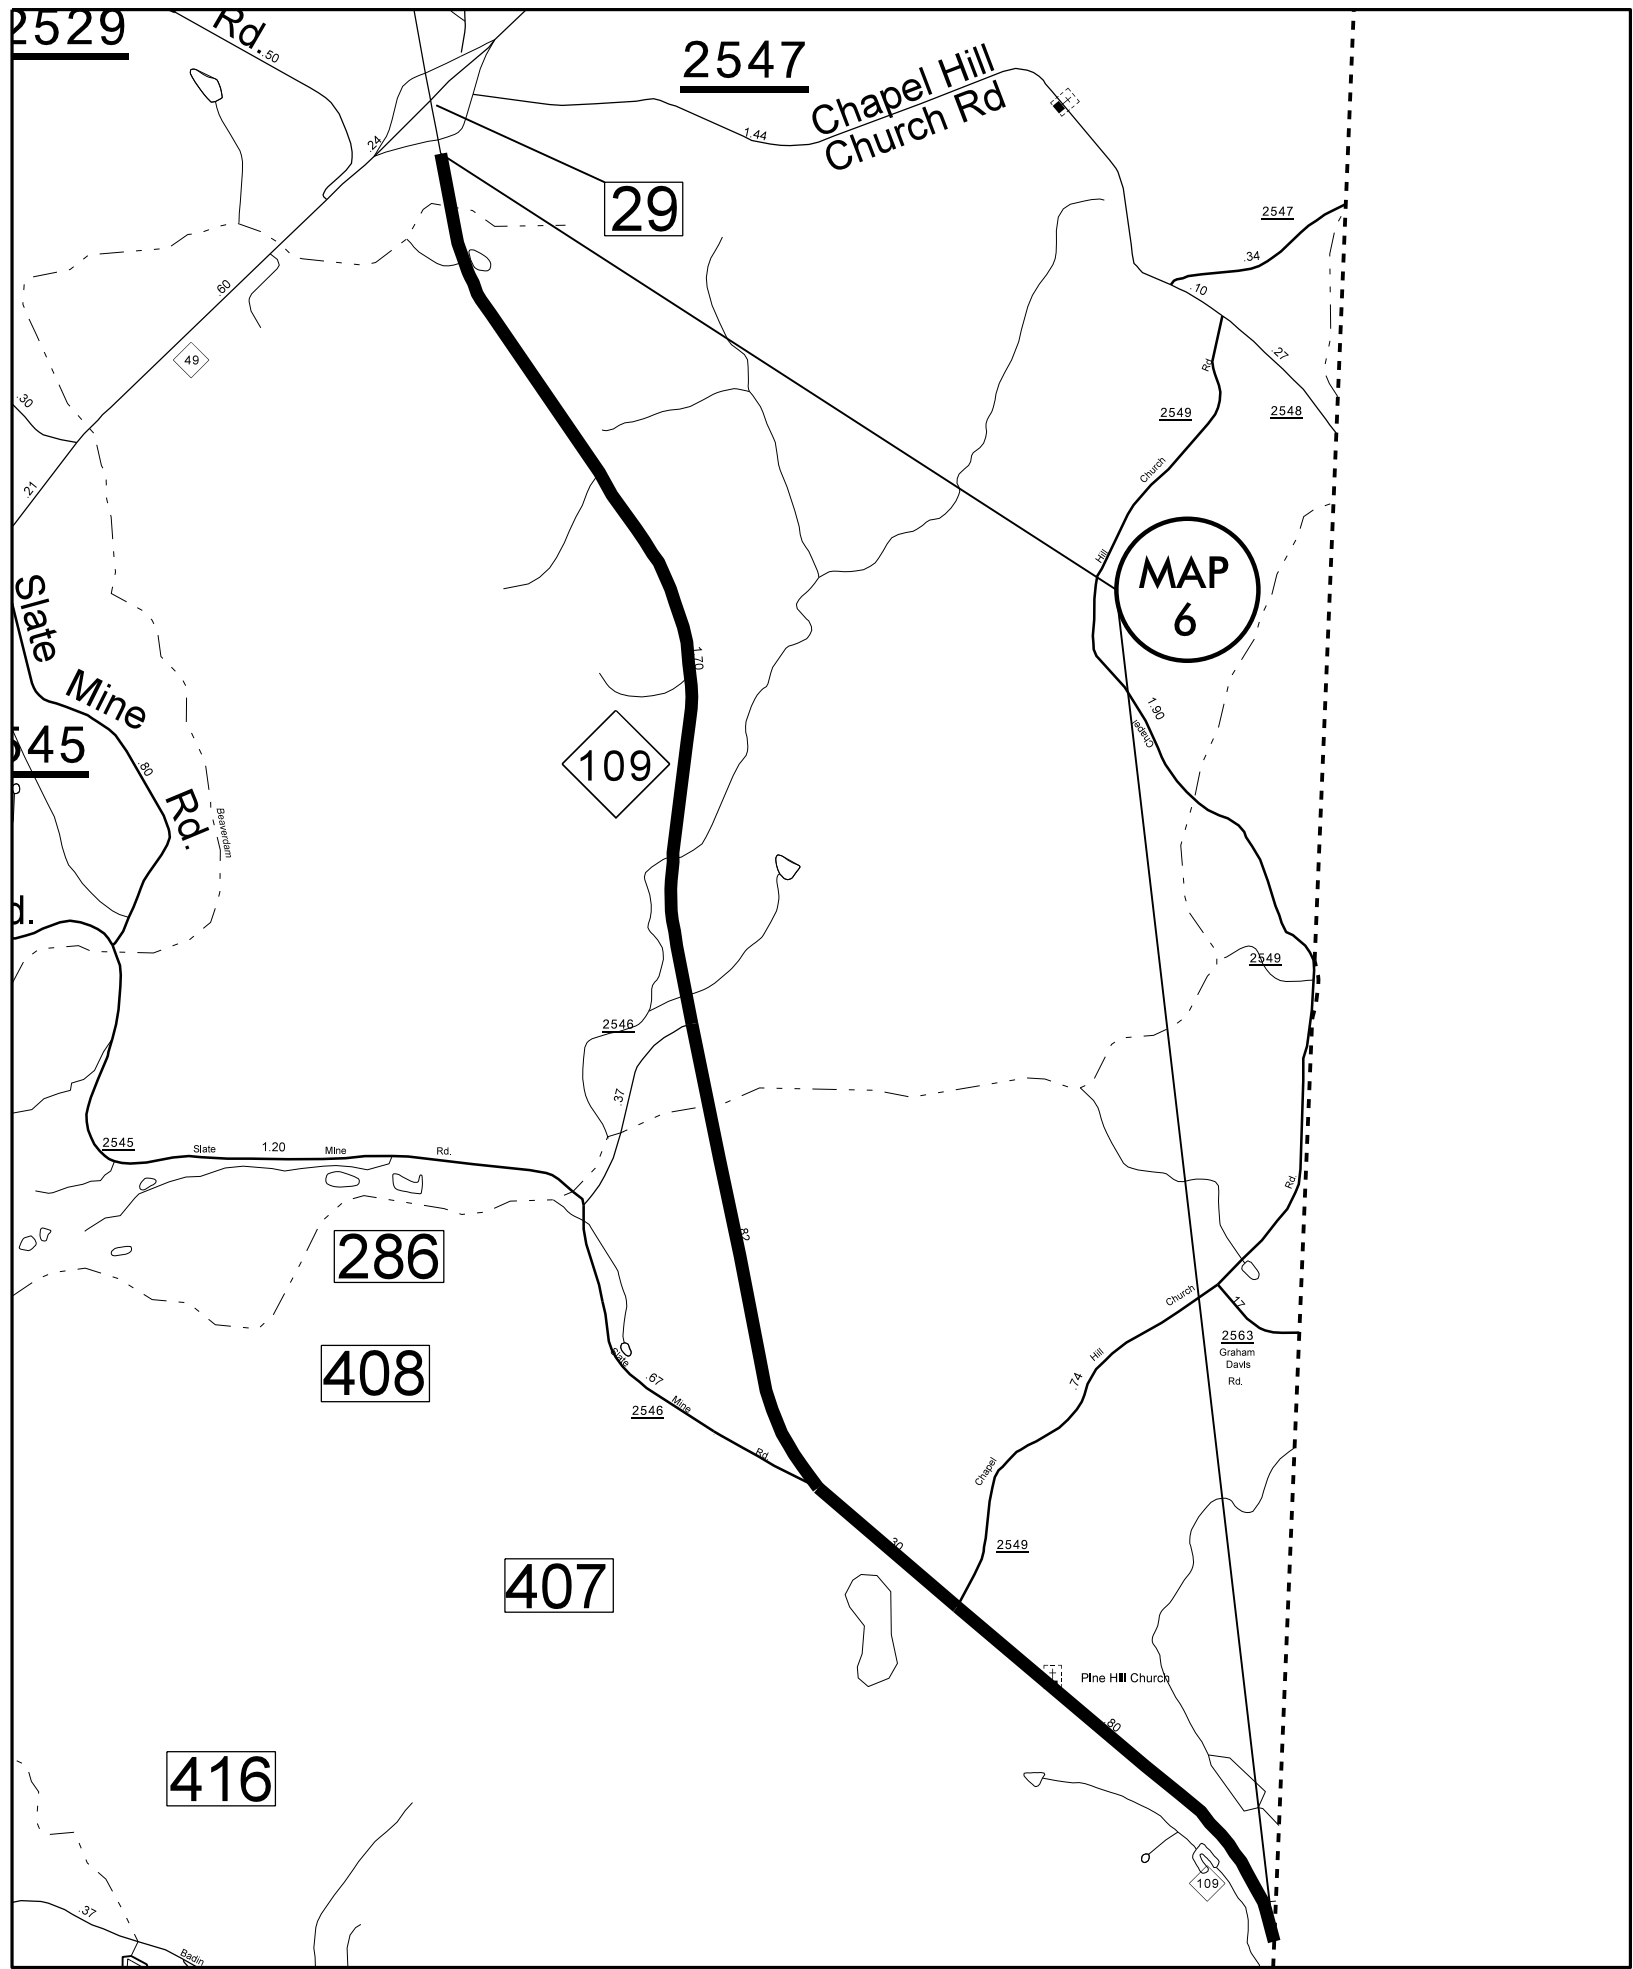 2529
Rd.
.50
2547
Chapel Hill
Church Rd
1.44
.24
29
2547
.34
.10
.60
49
.27
Rd
.30
2549
2548
Church
.21
Hill
MAP
6
Slate
Mine
Rd.
1.70
1.90
Chapel
545
109
.80
Beaverdam
d.
2549
2546
.37
2545
Slate
1.20
Mine
Rd.
Rd.
.82
286
Church
.17
2563
Graham
Davis
Rd.
Hill
Slate
408
.67
.74
2546
Mine
Rd
Chapel
.30
2549
407
Pine Hill Church
.80
416
109
.37
Badin